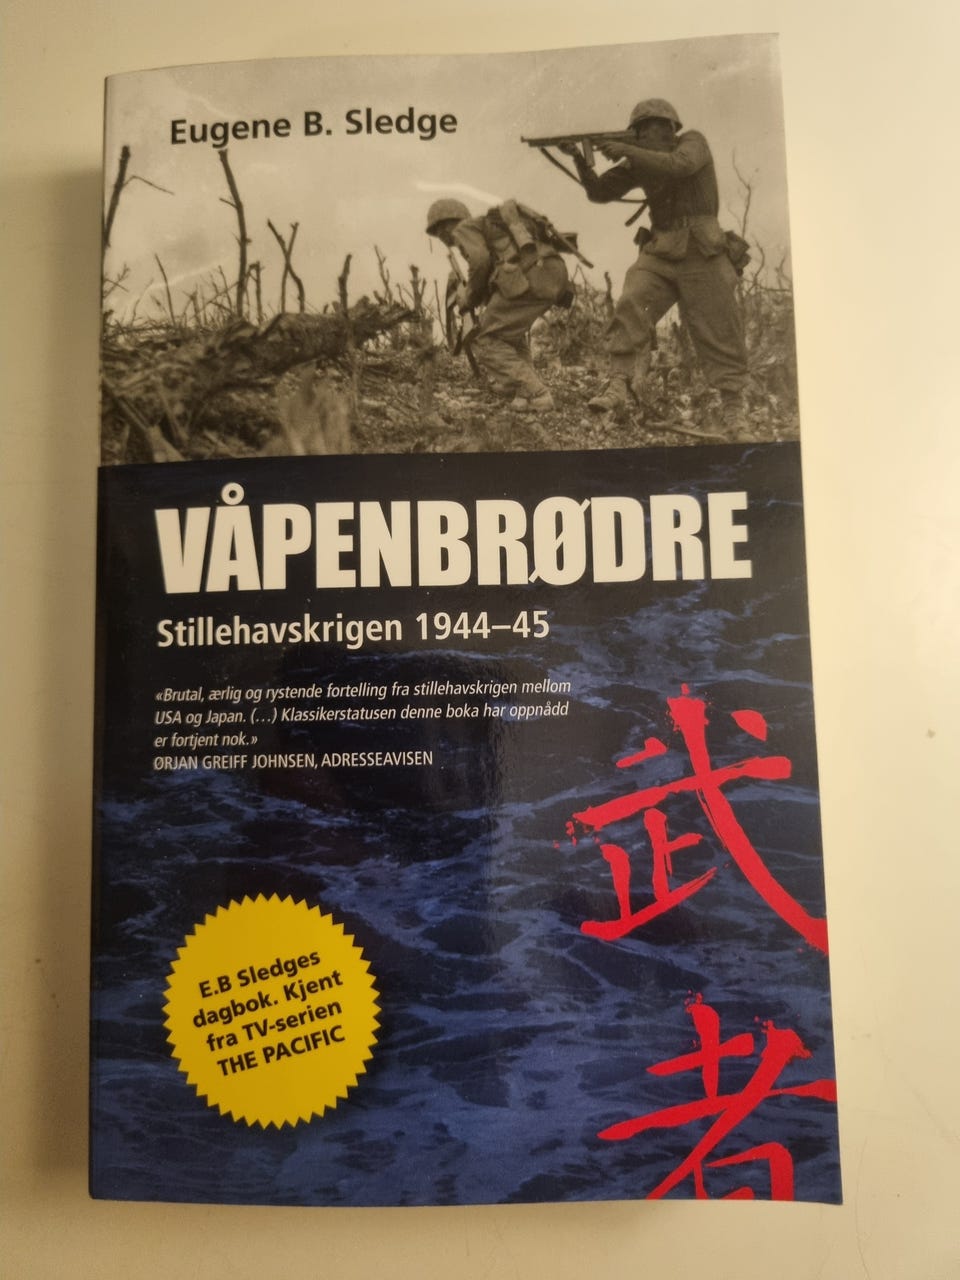 Eugene B. Sledge
VÅPENBRØDRE
Stillehavskrigen 1944–45
«Brutal, ærlig og rystende fortelling fra stillehavskrigen mellom
USA og Japan. (…) Klassikerstatusen denne boka har oppnådd
er fortjent nok.»
ØRJAN GREIFF JOHNSEN, ADRESSEAVISEN
武
者
E.B Sledges
dagbok. Kjent
fra TV-serien
THE PACIFIC